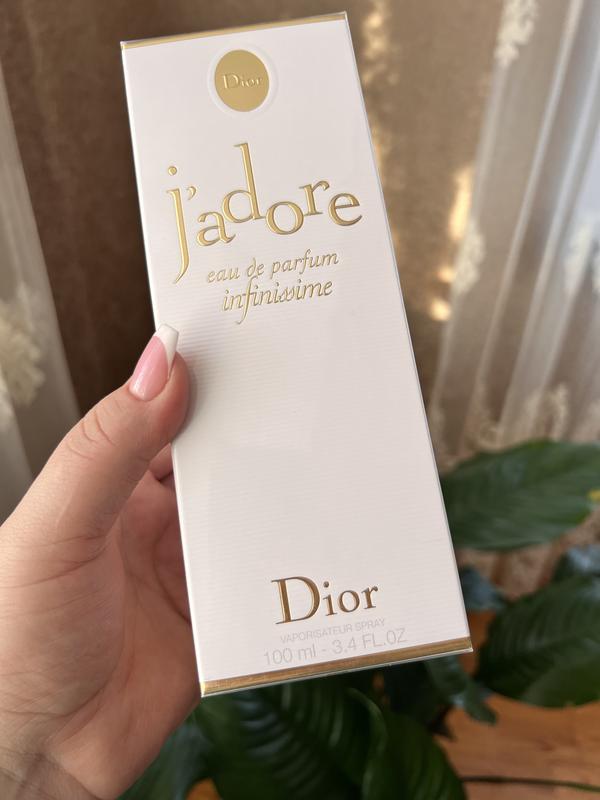 Dior
j'adore
eau de parfum
infinissime
Dior
VAPORISATEUR SPRAY
100 ml - 3.4 FL.OZ